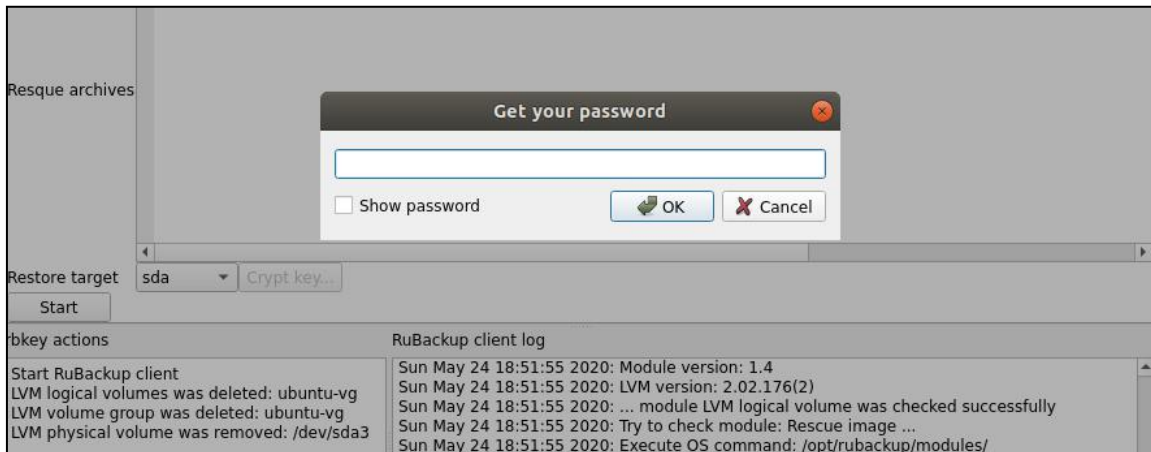 Resque archives
Get your password
Show password
OK
Cancel
Restore target
sda
Crypt key...
Start
rbkey actions
RuBackup client log
Start RuBackup client
LVM logical volumes was deleted: ubuntu-vg
LVM volume group was deleted: ubuntu-vg
LVM physical volume was removed: /dev/sda3
Sun May 24 18:51:55 2020: Module version: 1.4
Sun May 24 18:51:55 2020: LVM version: 2.02.176(2)
Sun May 24 18:51:55 2020: ... module LVM logical volume was checked successfully
Sun May 24 18:51:55 2020: Try to check module: Rescue image ...
Sun May 24 18:51:55 2020: Execute OS command: /opt/rubackup/modules/